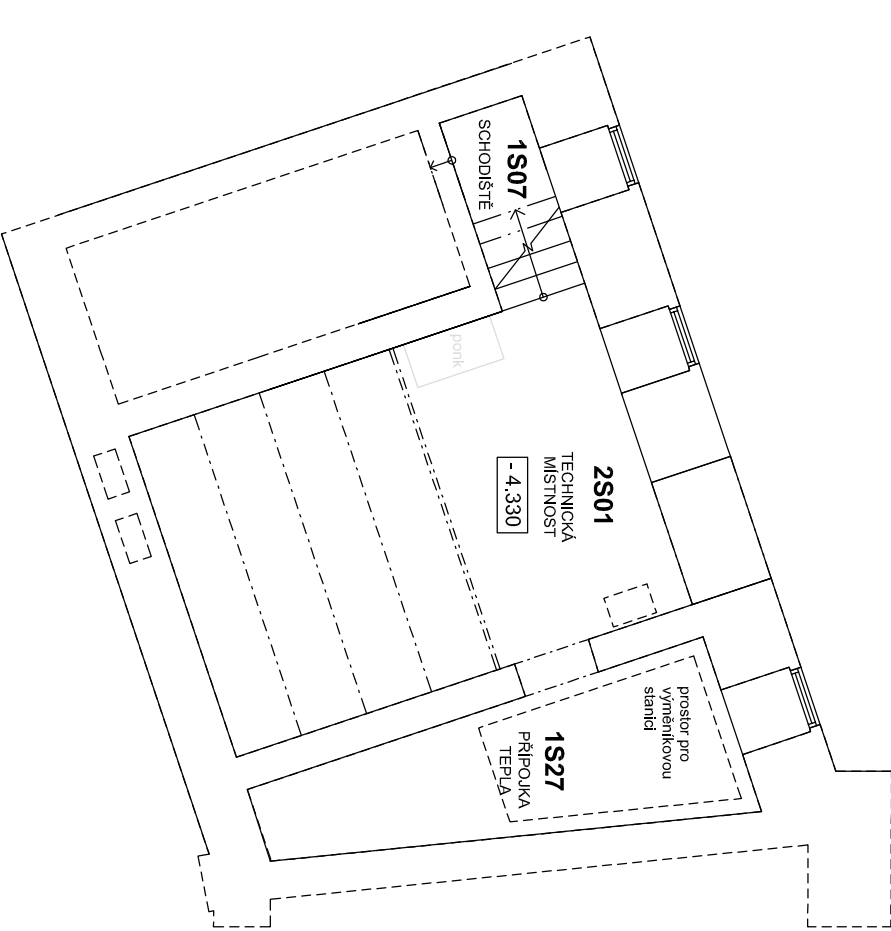 1S07
SCHODIŠTĚ
ponk
2S01
TECHNICKÁ
MÍSTNOST
- 4.330
prostor pro
výměníkovou
stanici
1S27
PŘÍPOJKA
TEPLA